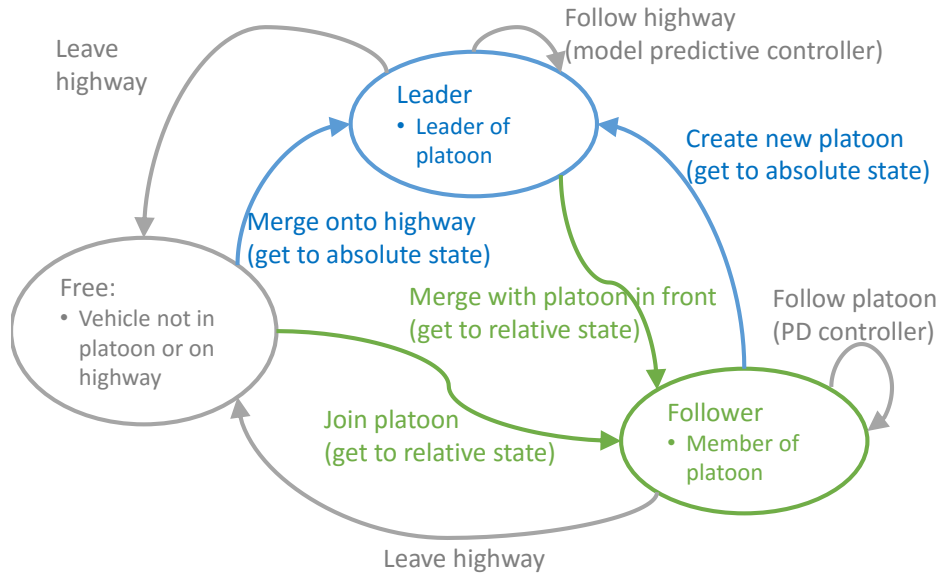 Follow highway
(model predictive controller)
Leave
highway
Leader
• Leader of
platoon
Create new platoon
(get to absolute state)
Merge onto highway
(get to absolute state)
Free:
• Vehicle not in
platoon or on
highway
Merge with platoon in front
(get to relative state)
Follow platoon
(PD controller)
Join platoon
(get to relative state)
Follower
• Member of
platoon
Leave highway